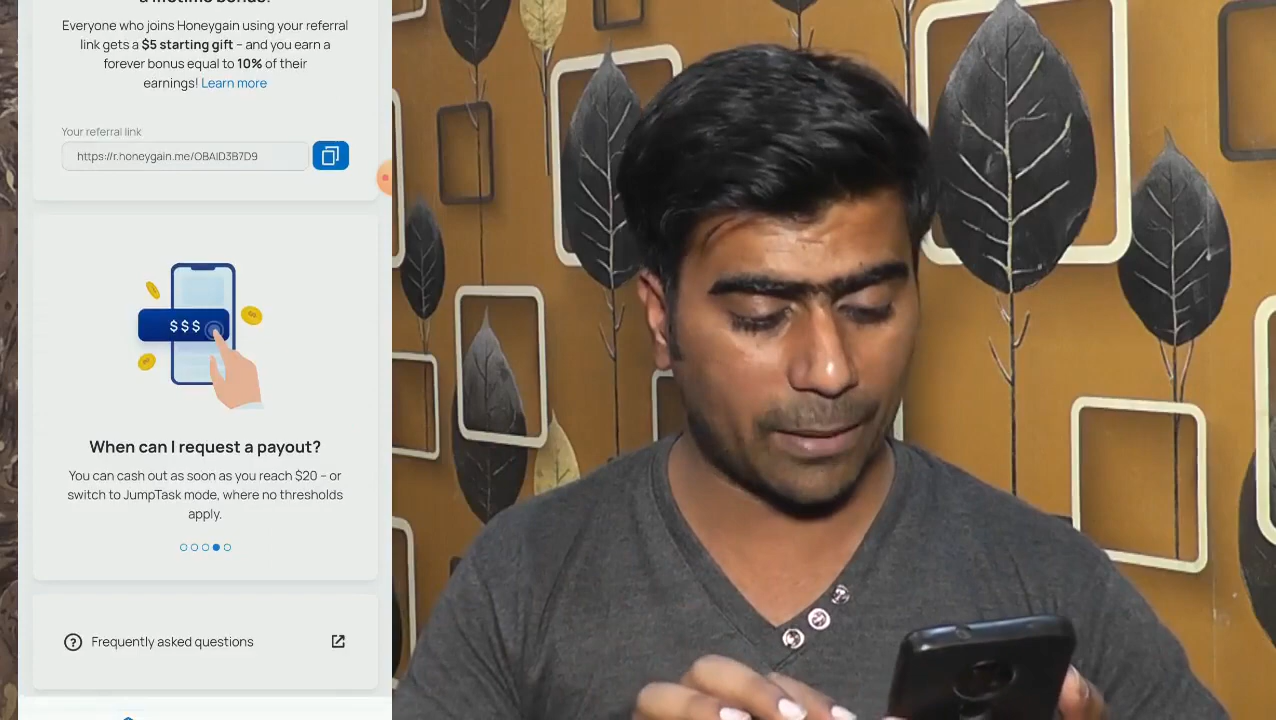 Everyone who joins Honeygain using your referral
link gets a $5 starting gift – and you earn a
forever bonus equal to 10% of their
earnings! Learn more
Your referral link
https://r.honeygain.me/OBAID3B7D9
$$$
When can I request a payout?
You can cash out as soon as you reach $20 – or
switch to JumpTask mode, where no thresholds
apply.
Frequently asked questions